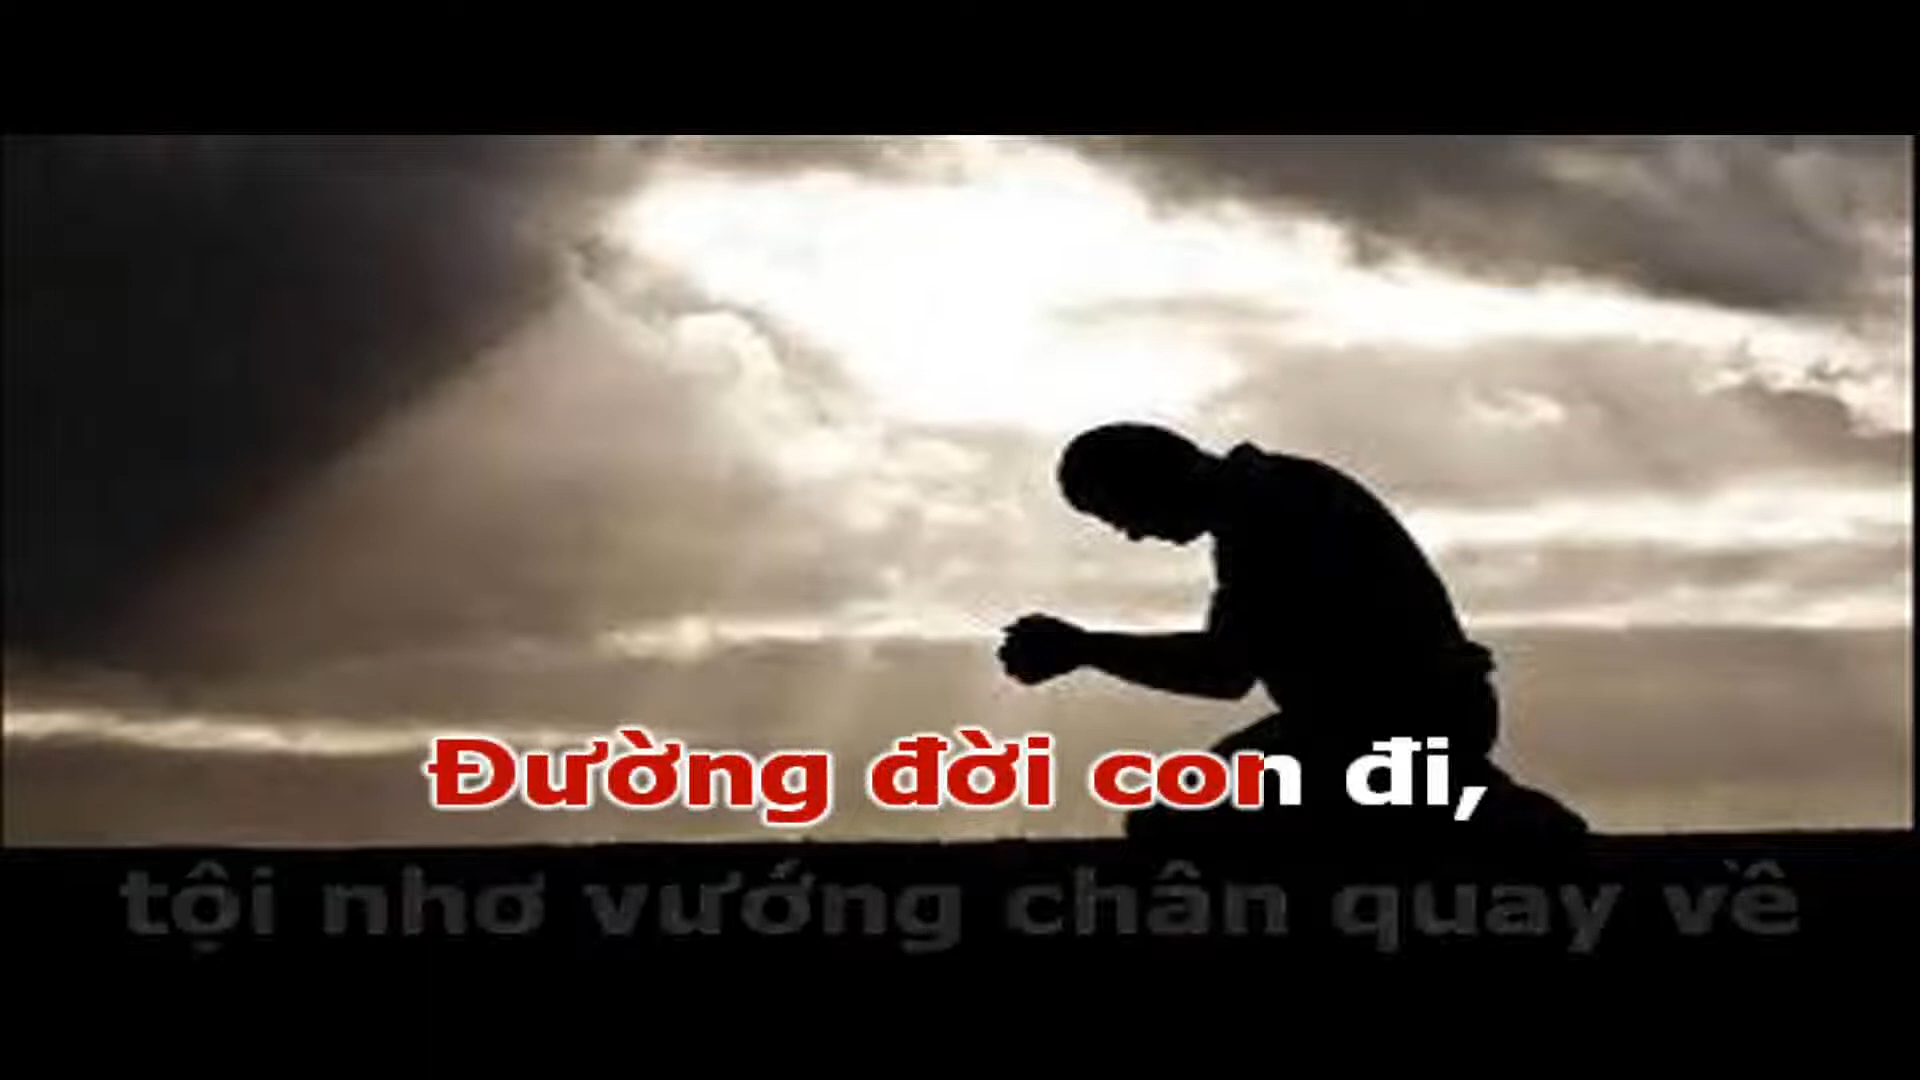 Đường đời con đi,
tội nhơ vướng chân quay về